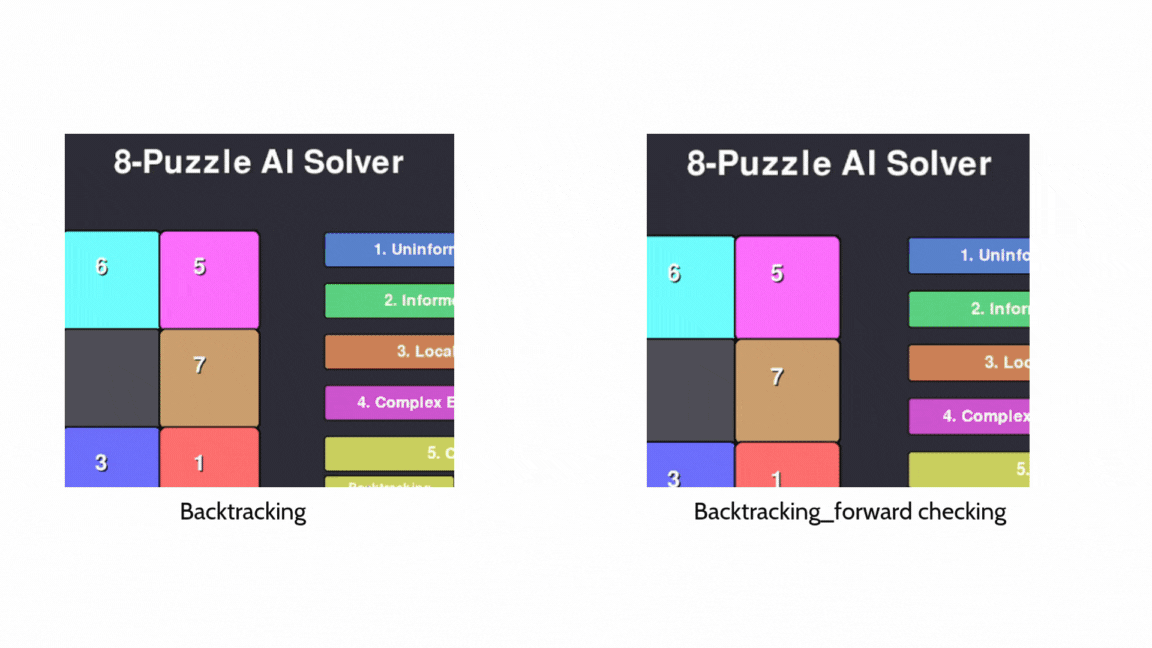 8-Puzzle AI Solver
6 5
7
3 1
1. Uninfor
2. Inform
3. Local
4. Complex E
5. C
Backtracking
Backtracking
8-Puzzle AI Solver
6 5
7
3 1
1. Uninfo
2. Infor
3. Loc
4. Complex
5.
Backtracking_forward checking